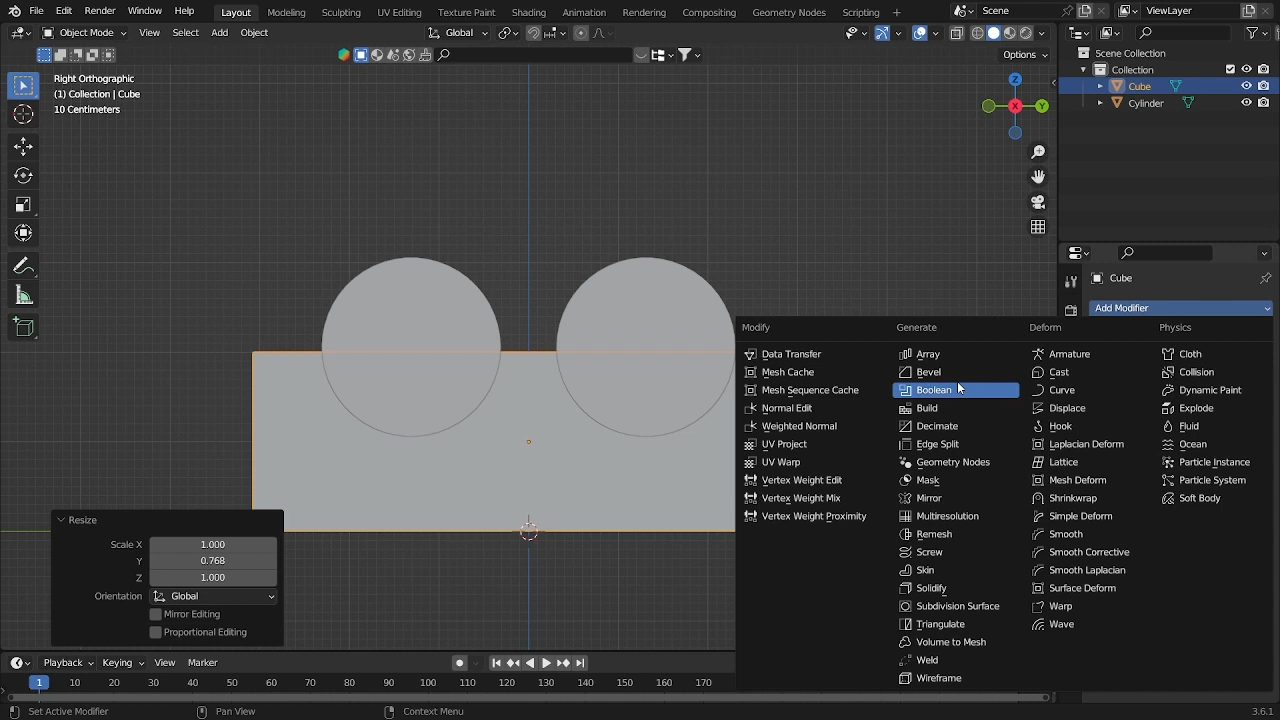 File Edit Render Window Help Layout Modeling Sculpting UV Editing Texture Paint Shading Animation Rendering Compositing Geometry Nodes Scripting + Scene ViewLayer
Object Mode View Select Add Object Global
Options
Right Orthographic
(1) Collection | Cube
10 Centimeters
Z
X
Y
Scene Collection
Collection
Cube
Cylinder
Cube
Add Modifier
Modify
Data Transfer
Mesh Cache
Mesh Sequence Cache
Normal Edit
Weighted Normal
UV Project
UV Warp
Vertex Weight Edit
Vertex Weight Mix
Vertex Weight Proximity
Generate
Array
Bevel
Boolean
Build
Decimate
Edge Split
Geometry Nodes
Mask
Mirror
Multiresolution
Remesh
Screw
Skin
Solidify
Subdivision Surface
Triangulate
Volume to Mesh
Weld
Wireframe
Deform
Armature
Cast
Curve
Displace
Hook
Laplacian Deform
Lattice
Mesh Deform
Shrinkwrap
Simple Deform
Smooth
Smooth Corrective
Smooth Laplacian
Surface Deform
Warp
Wave
Physics
Cloth
Collision
Dynamic Paint
Explode
Fluid
Ocean
Particle Instance
Particle System
Soft Body
Resize
Scale X 1.000
Y 0.768
Z 1.000
Orientation Global
Mirror Editing
Proportional Editing
Playback Keying View Marker
1 10 20 30 40 50 60 70 80 90 100 110 120 130 140 150 160 170
Set Active Modifier Pan View Context Menu 3.6.1